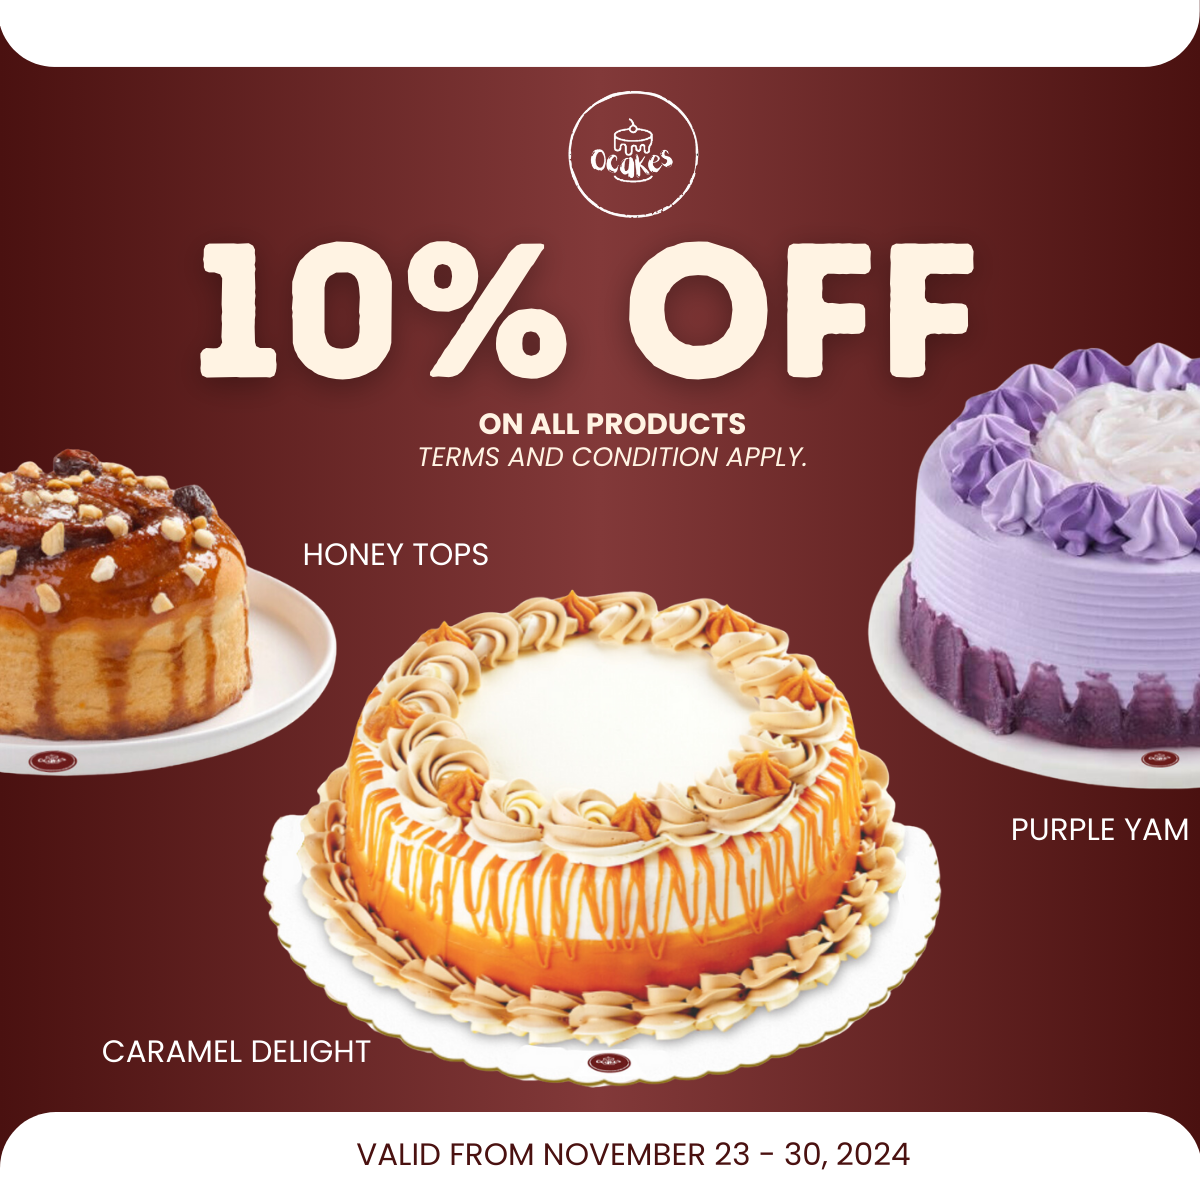 Ocakes
10% OFF
ON ALL PRODUCTS
TERMS AND CONDITION APPLY.
HONEY TOPS
PURPLE YAM
CARAMEL DELIGHT
VALID FROM NOVEMBER 23 - 30, 2024